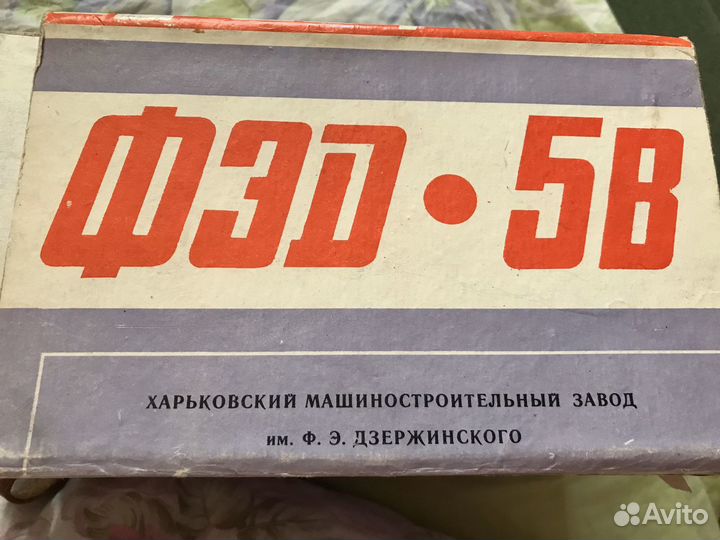 ФЭД•5В
ХАРЬКОВСКИЙ МАШИНОСТРОИТЕЛЬНЫЙ ЗАВОД
им. Ф. Э. ДЗЕРЖИНСКОГО
Avito